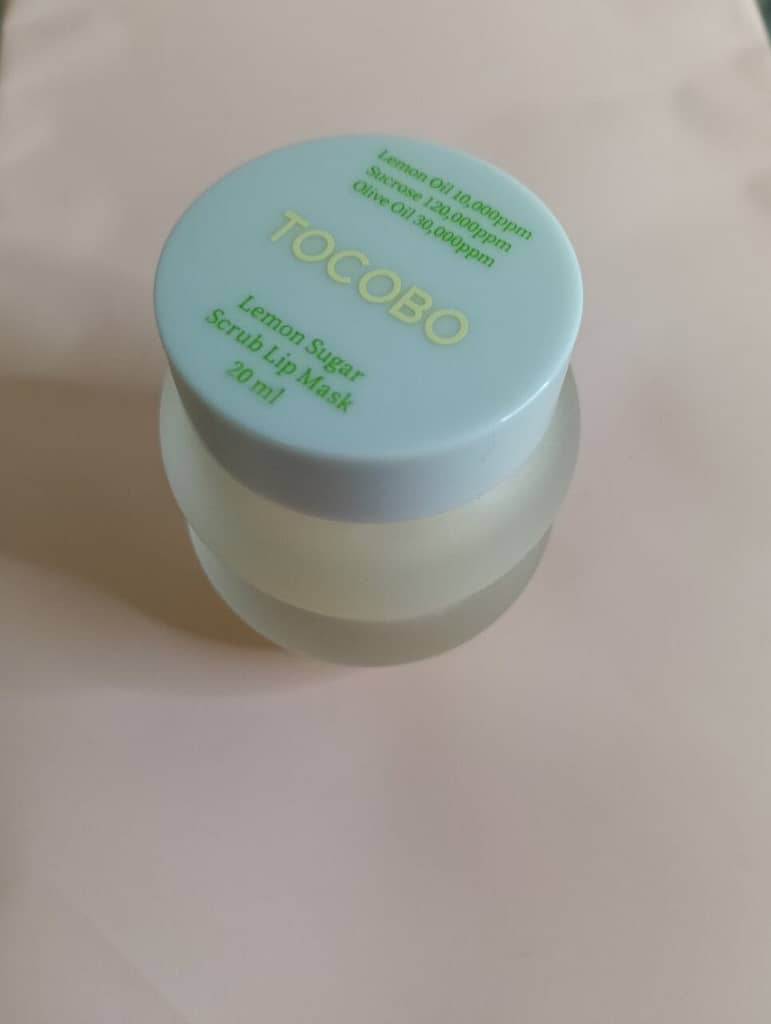 Lemon Oil 10,000ppm
Sucrose 120,000ppm
Olive Oil 30,000ppm
TOCOBO
Lemon Sugar
Scrub Lip Mask
20 ml